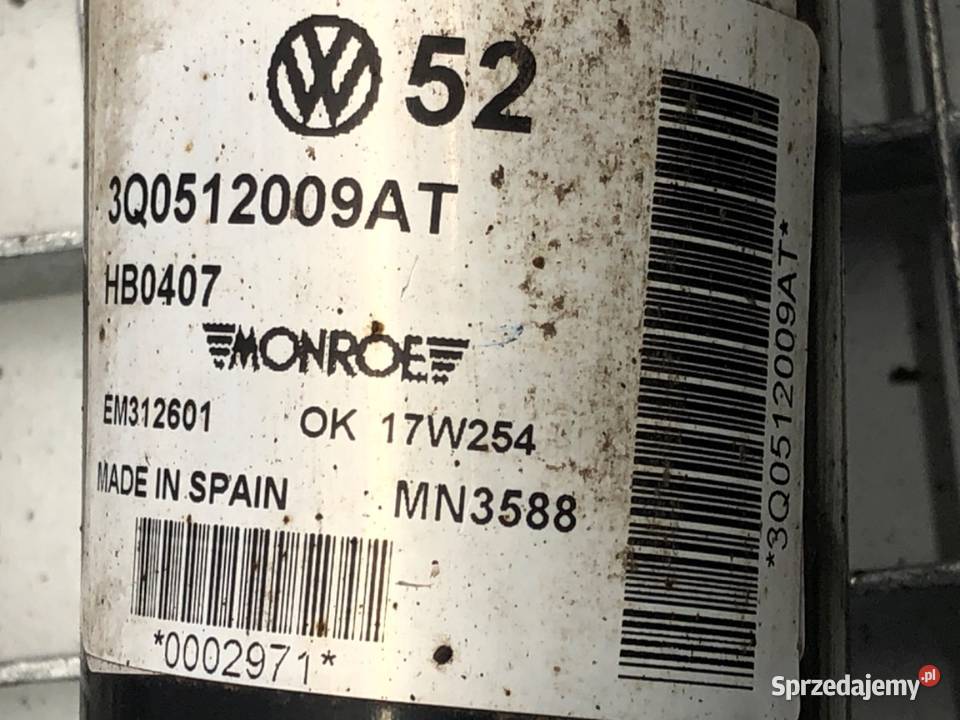 52
3Q0512009AT
HB0407
MONROE
EM312601 OK 17W254
MADE IN SPAIN MN3588
*0002971*
*3Q0512009AT*
Sprzedajemy.pl